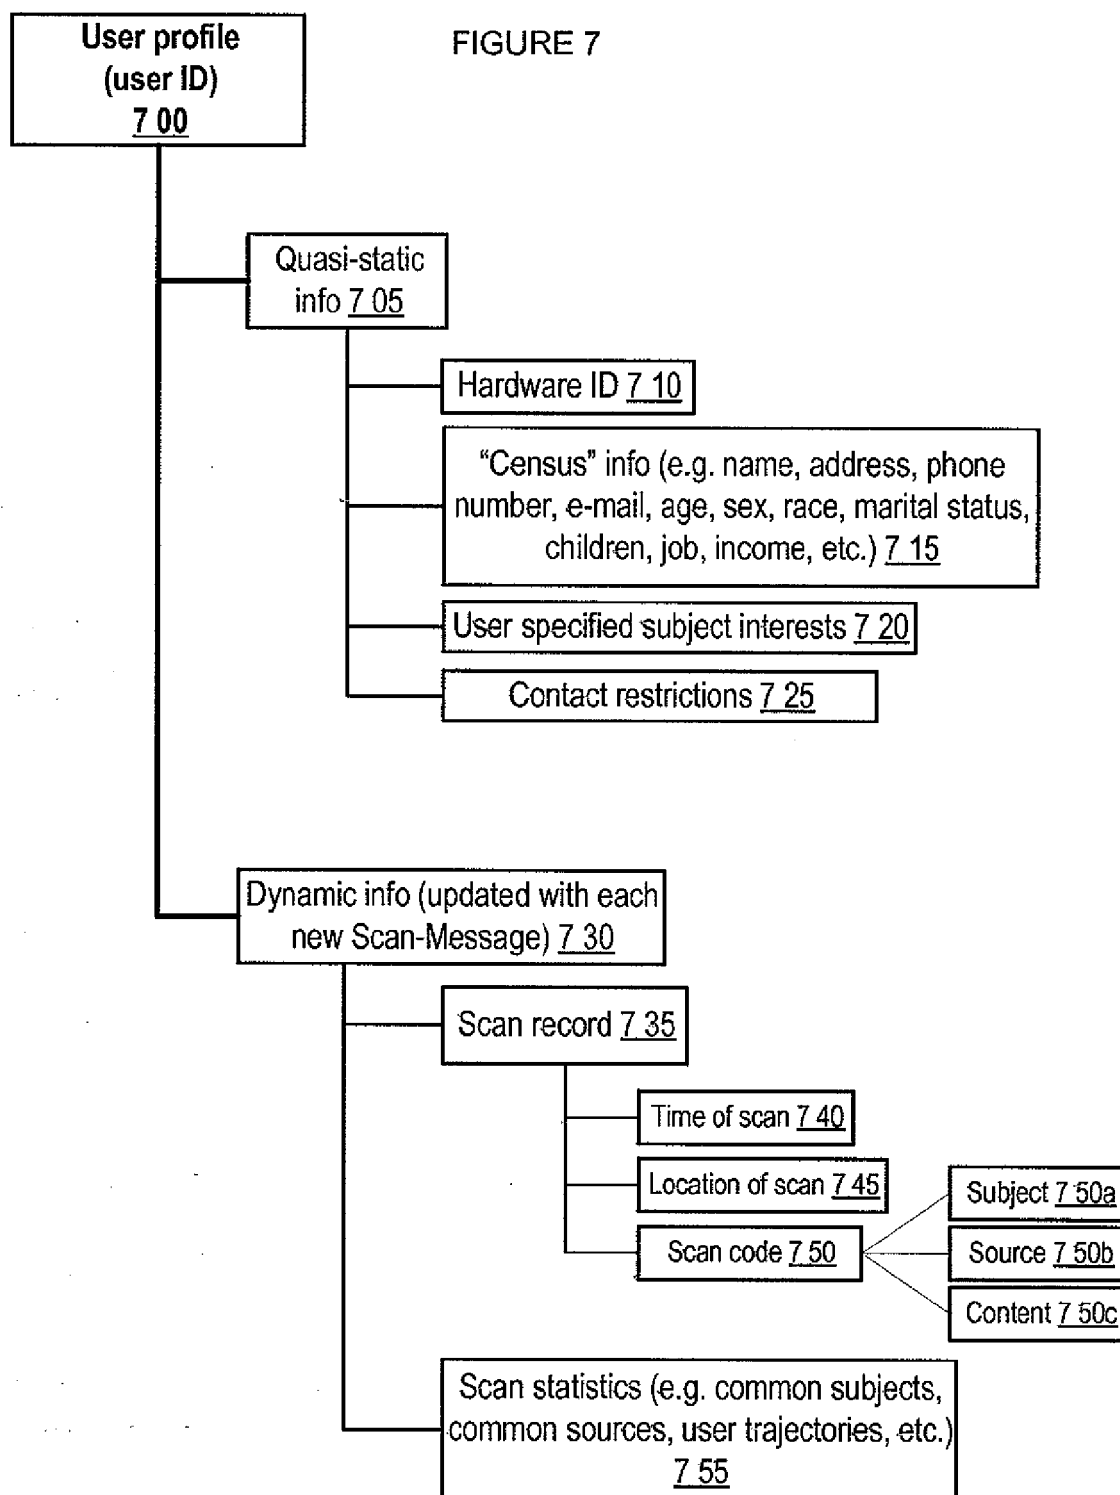 User profile
(user ID)
7 00
FIGURE 7
Quasi-static
info 7 05
Hardware ID 7 10
“Census” info (e.g. name, address, phone
number, e-mail, age, sex, race, marital status,
children, job, income, etc.) 7 15
User specified subject interests 7 20
Contact restrictions 7 25
Dynamic info (updated with each
new Scan-Message) 7 30
Scan record 7 35
Time of scan 7 40
Location of scan 7 45
Scan code 7 50
Subject 7 50a
Source 7 50b
Content 7 50c
Scan statistics (e.g. common subjects,
common sources, user trajectories, etc.)
7 55